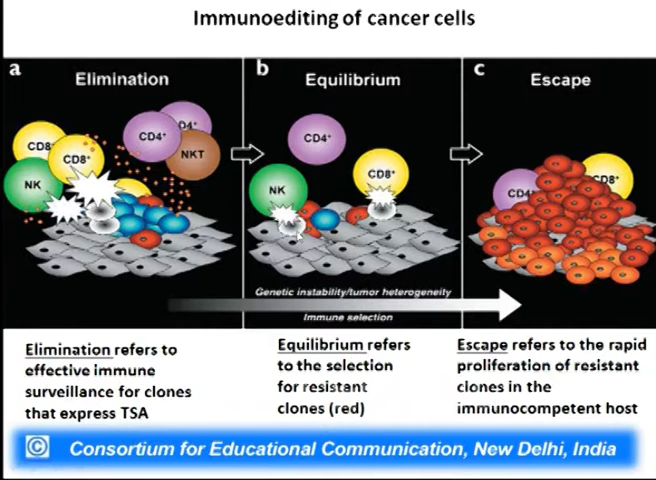 Immunoediting of cancer cells
a
Elimination
b
Equilibrium
c
Escape
CD8
CD8+
NK
CD4+
D4+
NKT
CD4+
NK
CD8+
CD4
CD8+
Genetic instability/tumor heterogeneity
Immune selection
Elimination refers to
effective immune
surveillance for clones
that express TSA
Equilibrium refers
to the selection
for resistant
clones (red)
Escape refers to the rapid
proliferation of resistant
clones in the
immunocompetent host
© Consortium for Educational Communication, New Delhi, India